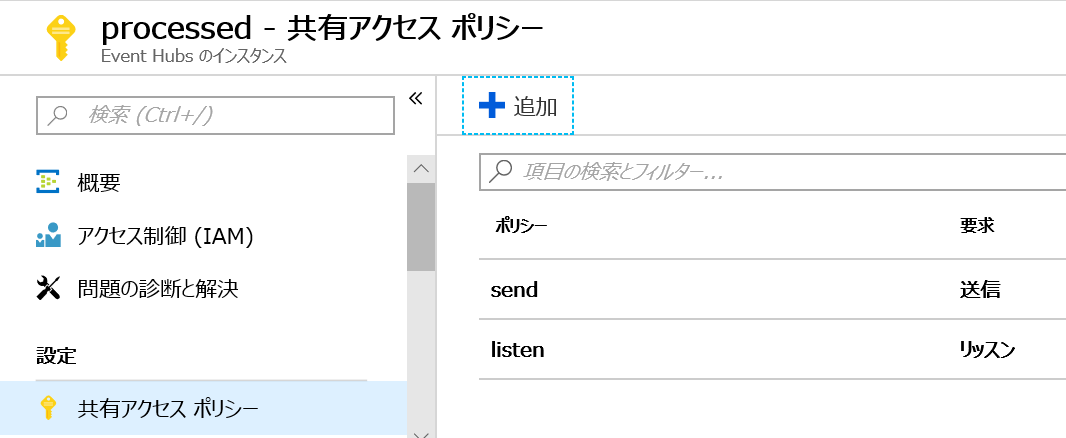 processed - 共有アクセス ポリシー
Event Hubs のインスタンス
検索 (Ctrl+/)
概要
アクセス制御 (IAM)
問題の診断と解決
設定
共有アクセス ポリシー
追加
項目の検索とフィルター...
ポリシー 要求
send 送信
listen リッスン